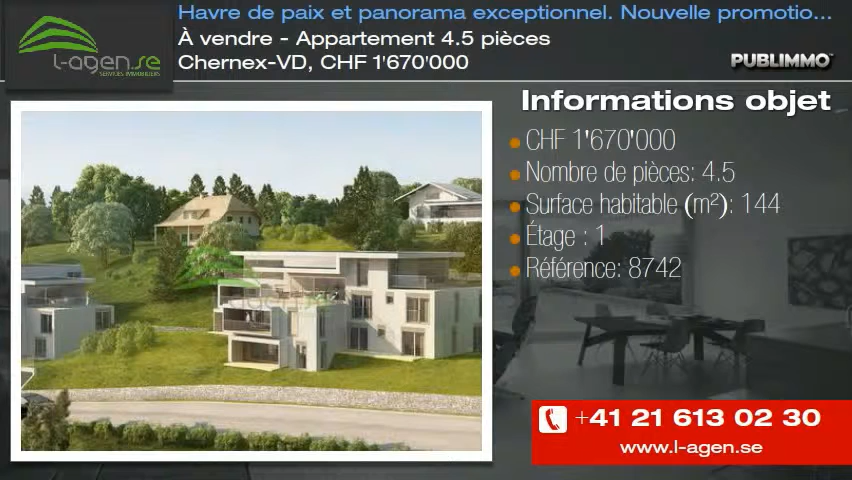 Havre de paix et panorama exceptionnel. Nouvelle promotio...
l-agen.se
SERVICES IMMOBILIERS
À vendre - Appartement 4.5 pièces
Chernex-VD, CHF 1'670'000
PUBLIMMO
Informations objet
CHF 1'670'000
Nombre de pièces: 4.5
Surface habitable (m²): 144
Étage : 1
Référence: 8742
l-agen.se
+41 21 613 02 30
www.l-agen.se